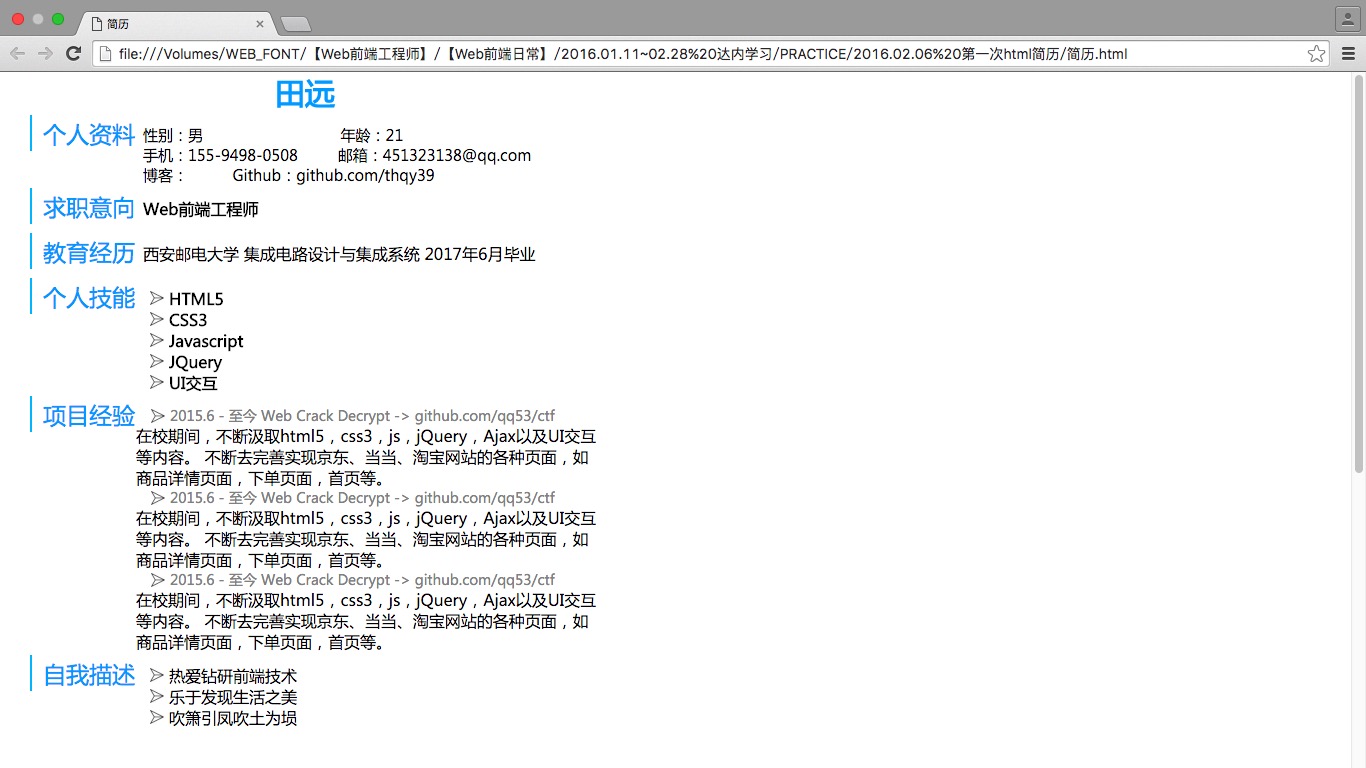 简历
file:///Volumes/WEB_FONT/【Web前端工程师】/【Web前端日常】/2016.01.11~02.28%20达内学习/PRACTICE/2016.02.06%20第一次html简历/简历.html
田远
个人资料 性别：男 年龄：21
手机：155-9498-0508 邮箱：451323138@qq.com
博客： Github：github.com/thqy39
求职意向 Web前端工程师
教育经历 西安邮电大学 集成电路设计与集成系统 2017年6月毕业
个人技能 HTML5
CSS3
Javascript
JQuery
UI交互
项目经验 2015.6 - 至今 Web Crack Decrypt -> github.com/qq53/ctf
在校期间，不断汲取html5，css3，js，jQuery，Ajax以及UI交互
等内容。 不断去完善实现京东、当当、淘宝网站的各种页面，如
商品详情页面，下单页面，首页等。
2015.6 - 至今 Web Crack Decrypt -> github.com/qq53/ctf
在校期间，不断汲取html5，css3，js，jQuery，Ajax以及UI交互
等内容。 不断去完善实现京东、当当、淘宝网站的各种页面，如
商品详情页面，下单页面，首页等。
2015.6 - 至今 Web Crack Decrypt -> github.com/qq53/ctf
在校期间，不断汲取html5，css3，js，jQuery，Ajax以及UI交互
等内容。 不断去完善实现京东、当当、淘宝网站的各种页面，如
商品详情页面，下单页面，首页等。
自我描述 热爱钻研前端技术
乐于发现生活之美
吹箫引凤吹土为埙